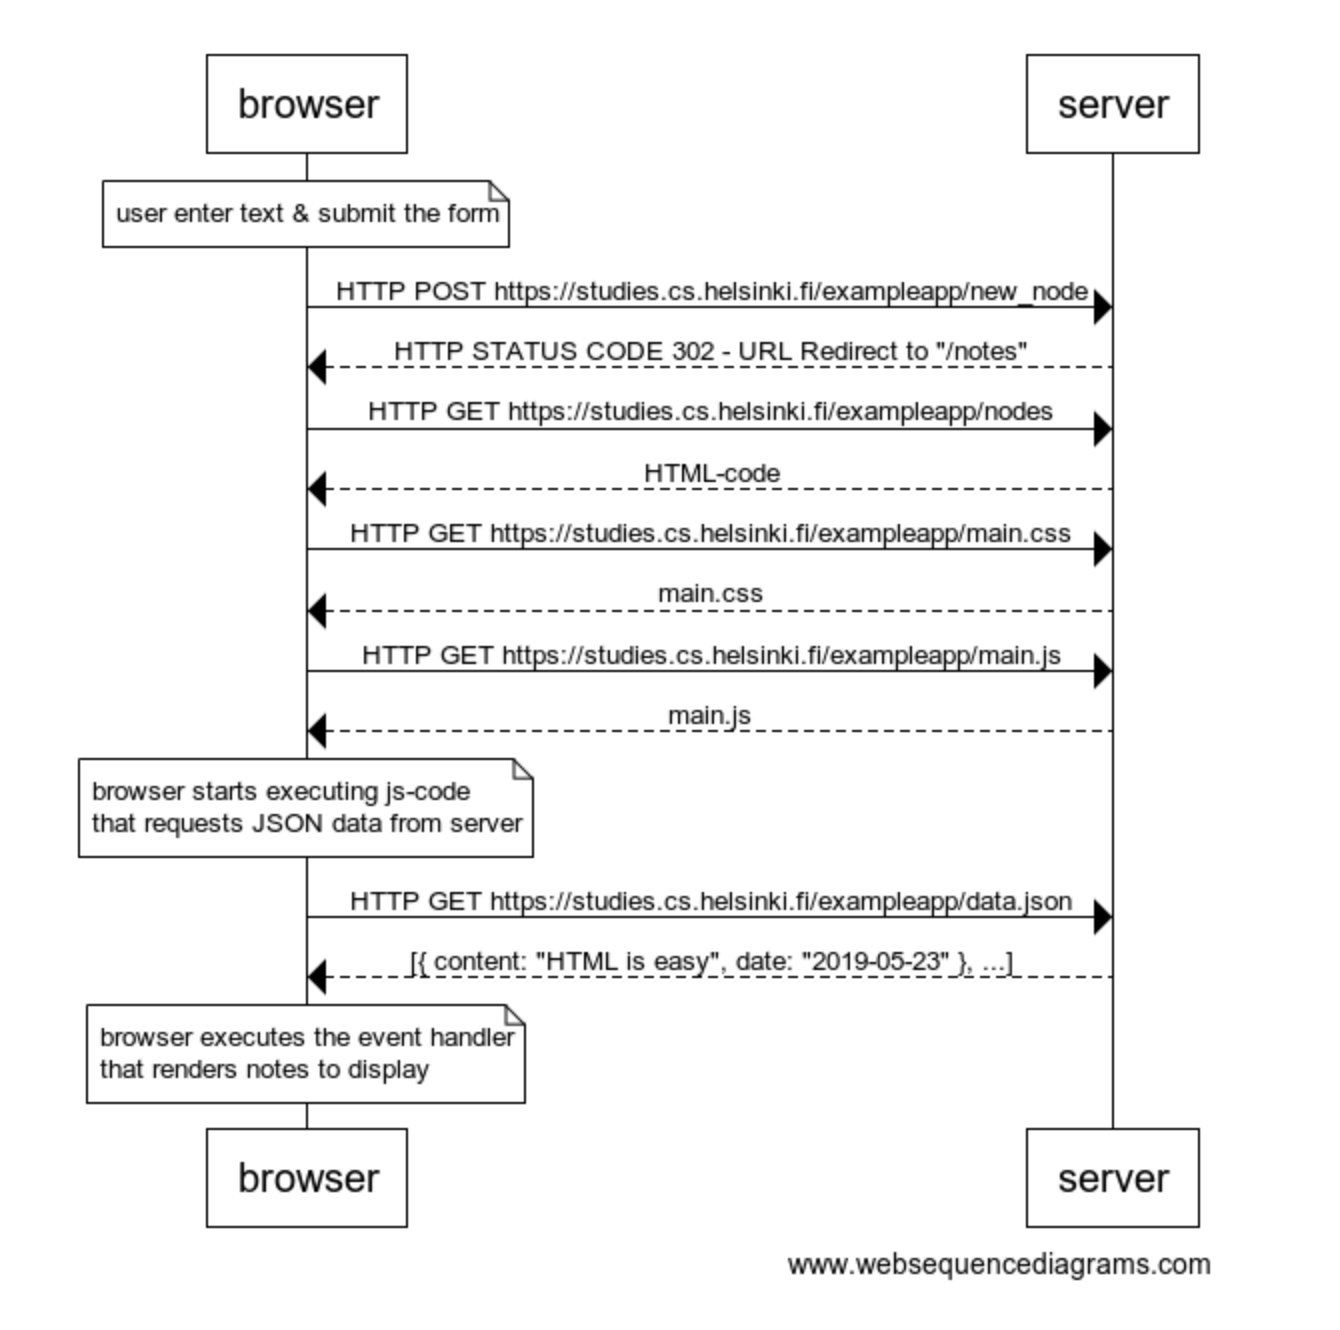 browser
server
user enter text & submit the form
HTTP POST https://studies.cs.helsinki.fi/exampleapp/new_node
HTTP STATUS CODE 302 - URL Redirect to "/notes"
HTTP GET https://studies.cs.helsinki.fi/exampleapp/nodes
HTML-code
HTTP GET https://studies.cs.helsinki.fi/exampleapp/main.css
main.css
HTTP GET https://studies.cs.helsinki.fi/exampleapp/main.js
main.js
browser starts executing js-code
that requests JSON data from server
HTTP GET https://studies.cs.helsinki.fi/exampleapp/data.json
[{ content: "HTML is easy", date: "2019-05-23" }, ...]
browser executes the event handler
that renders notes to display
browser
server
www.websequencediagrams.com